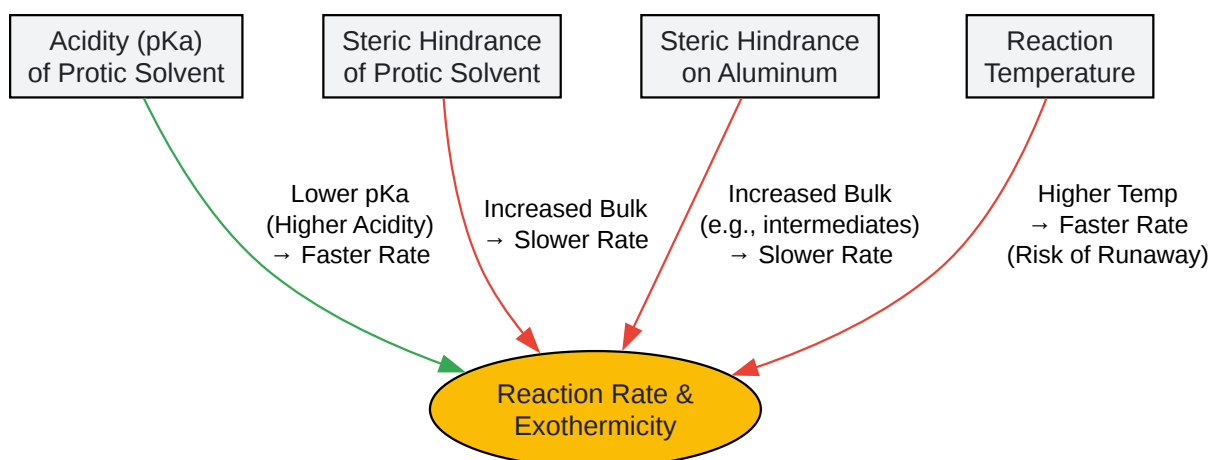 Acidity (pKa)
of Protic Solvent
Steric Hindrance
of Protic Solvent
Steric Hindrance
on Aluminum
Reaction
Temperature
Lower pKa
(Higher Acidity)
→ Faster Rate
Increased Bulk
→ Slower Rate
Increased Bulk
(e.g., intermediates)
→ Slower Rate
Higher Temp
→ Faster Rate
(Risk of Runaway)
Reaction Rate &
Exothermicity